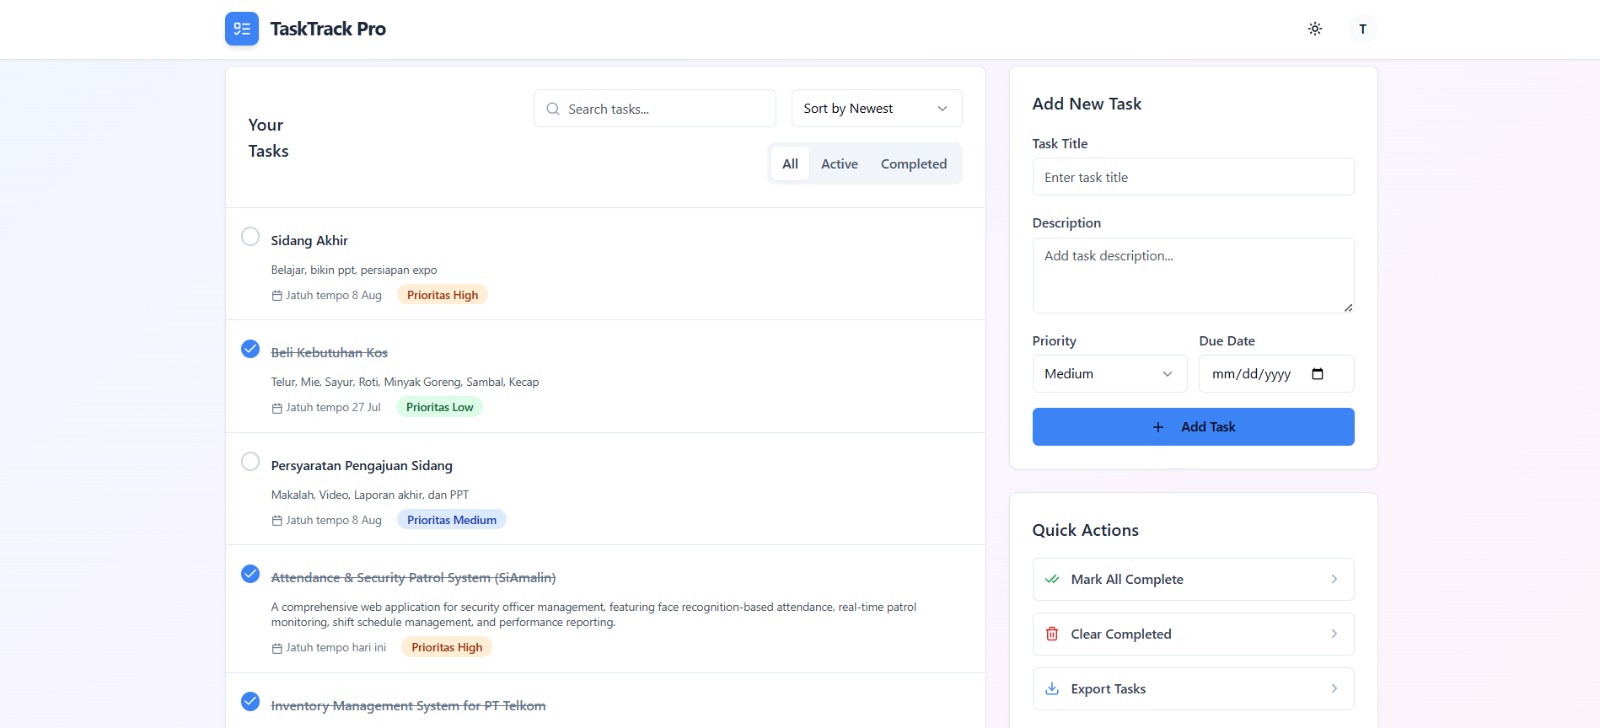 TaskTrack Pro
T
Your
Tasks
Search tasks...
Sort by Newest
All
Active
Completed
Sidang Akhir
Belajar, bikin ppt, persiapan expo
Jatuh tempo 8 Aug
Prioritas High
Beli Kebutuhan Kos
Telur, Mie, Sayur, Roti, Minyak Goreng, Sambal, Kecap
Jatuh tempo 27 Jul
Prioritas Low
Persyaratan Pengajuan Sidang
Makalah, Video, Laporan akhir, dan PPT
Jatuh tempo 8 Aug
Prioritas Medium
Attendance & Security Patrol System (SiAmalin)
A comprehensive web application for security officer management, featuring face recognition-based attendance, real-time patrol
monitoring, shift schedule management, and performance reporting.
Jatuh tempo hari ini
Prioritas High
Inventory Management System for PT Telkom
Add New Task
Task Title
Enter task title
Description
Add task description...
Priority
Due Date
Medium
mm/dd/yyyy
Add Task
Quick Actions
Mark All Complete
Clear Completed
Export Tasks